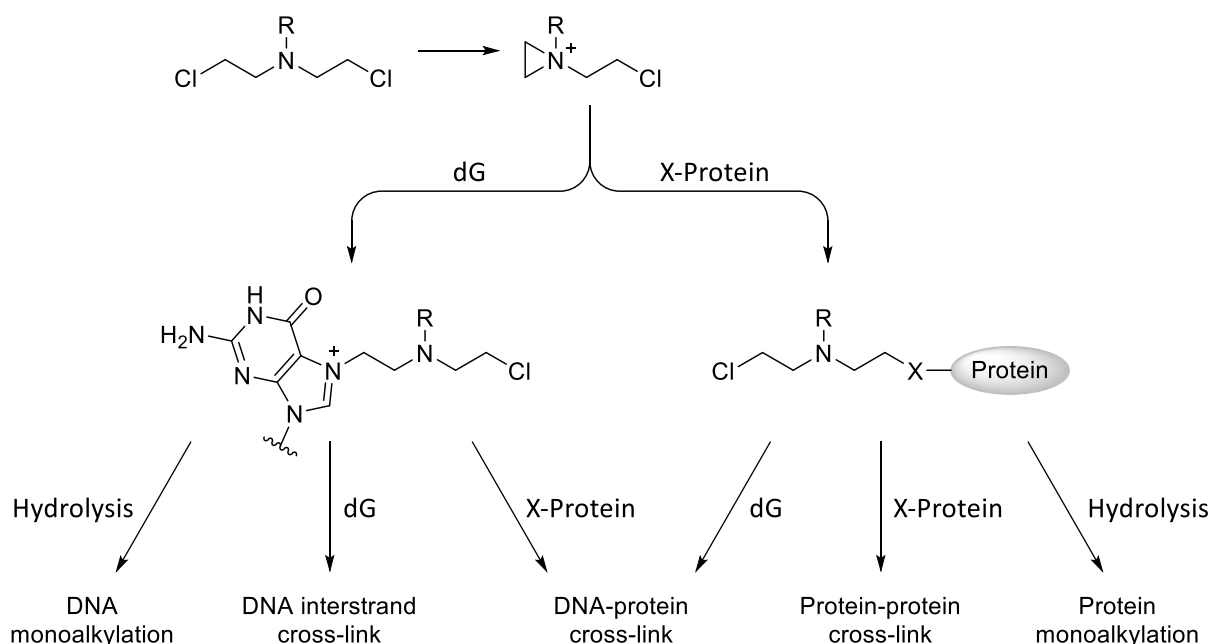 R
Cl
N
Cl
R
N
+
Cl
dG
X-Protein
H
N
O
H2N
N
N
+
N
R
N
Cl
R
Cl
N
X
Protein
Hydrolysis
dG
X-Protein
dG
X-Protein
Hydrolysis
DNA
monoalkylation
DNA interstrand
cross-link
DNA-protein
cross-link
Protein-protein
cross-link
Protein
monoalkylation